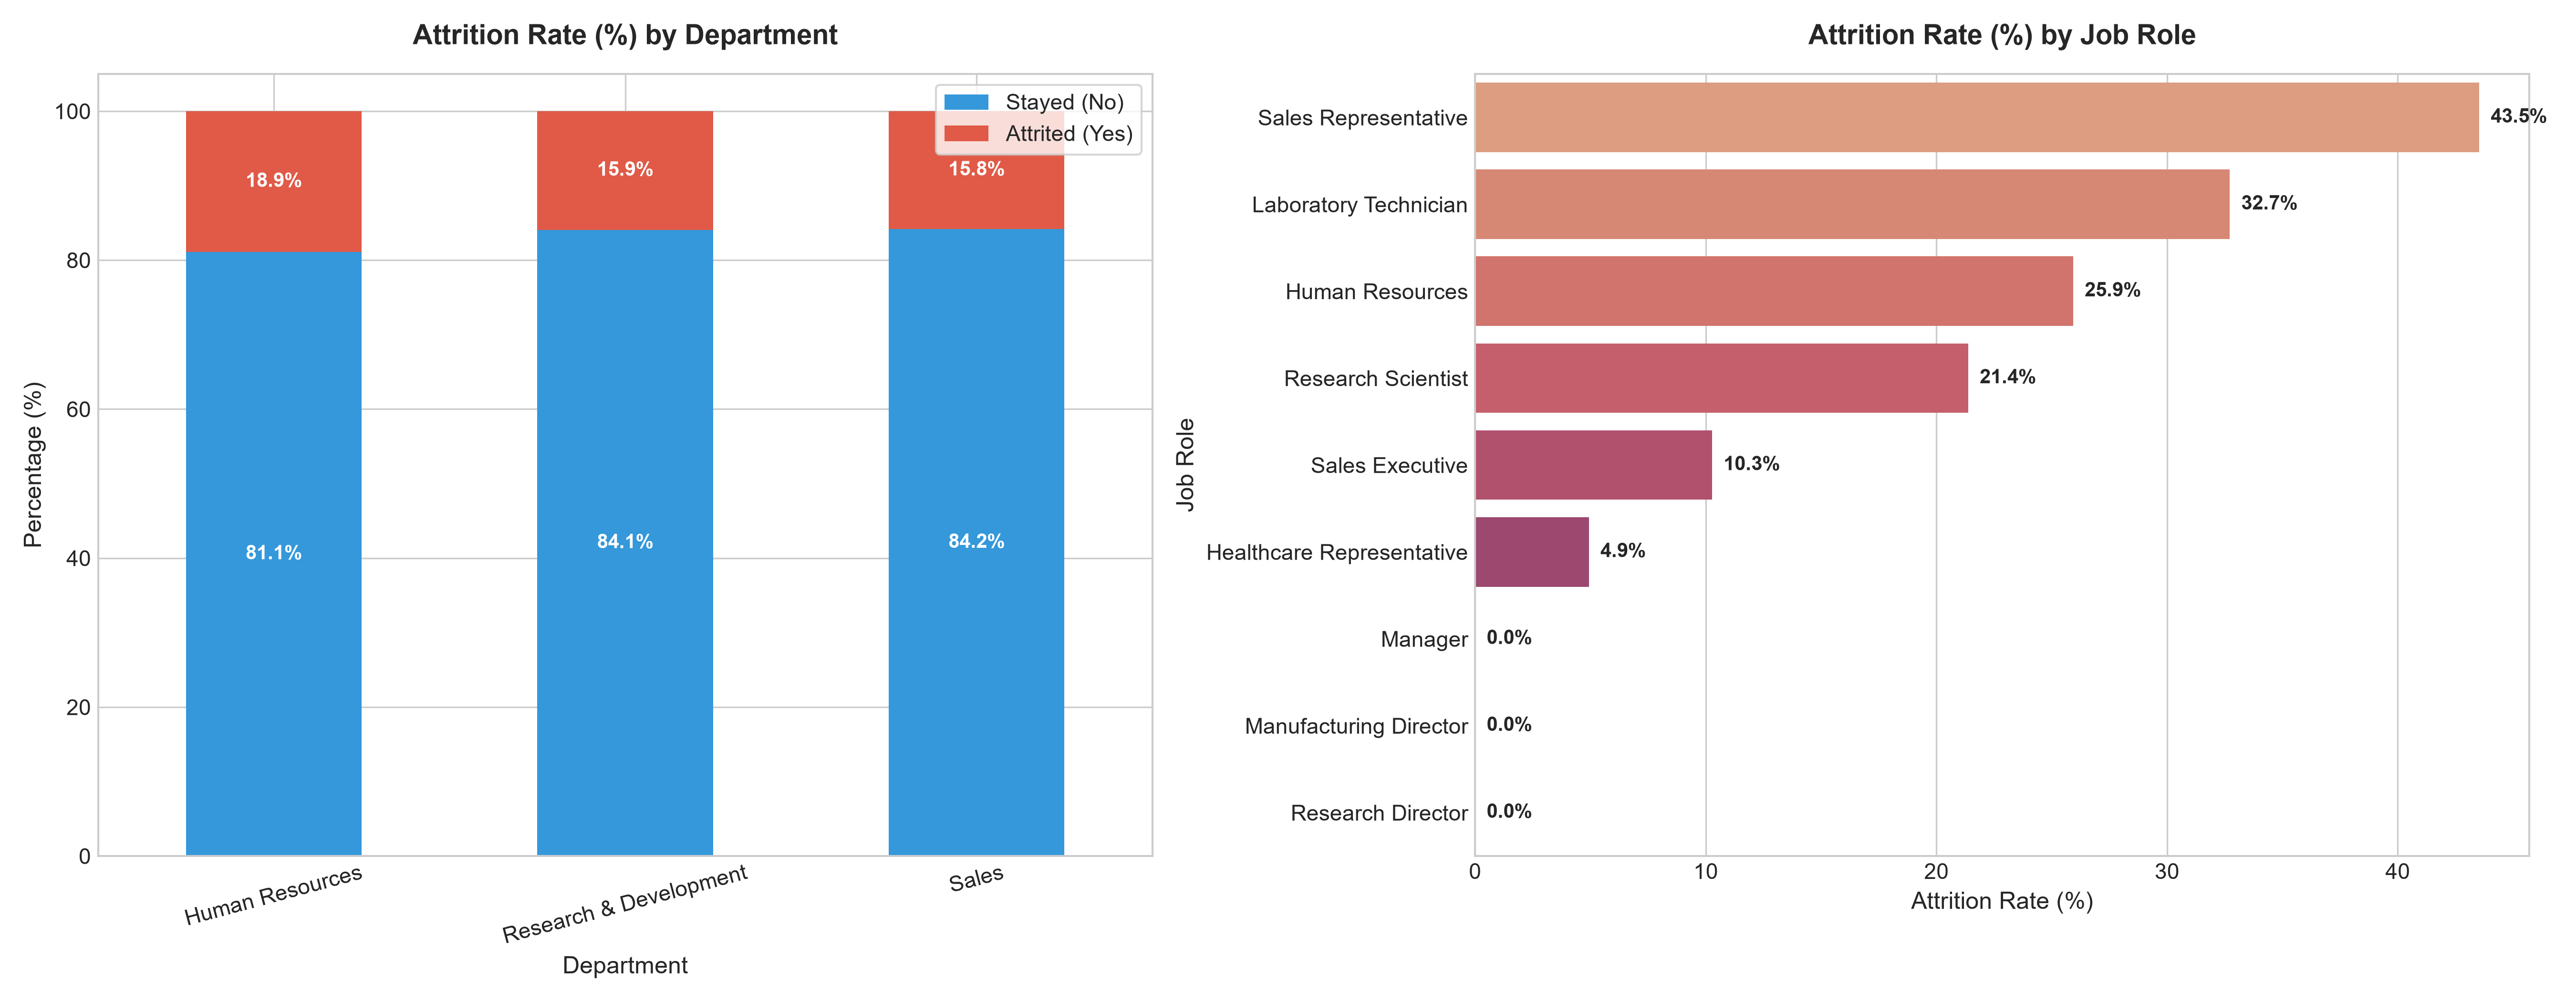 Attrition Rate (%) by Department
Percentage (%)
100
80
60
40
20
0
Stayed (No)
Attrited (Yes)
18.9%
15.9%
15.8%
81.1%
84.1%
84.2%
Human Resources
Research & Development
Sales
Department
Attrition Rate (%) by Job Role
Job Role
Sales Representative
43.5%
Laboratory Technician
32.7%
Human Resources
25.9%
Research Scientist
21.4%
Sales Executive
10.3%
Healthcare Representative
4.9%
Manager
0.0%
Manufacturing Director
0.0%
Research Director
0.0%
0
10
20
30
40
Attrition Rate (%)